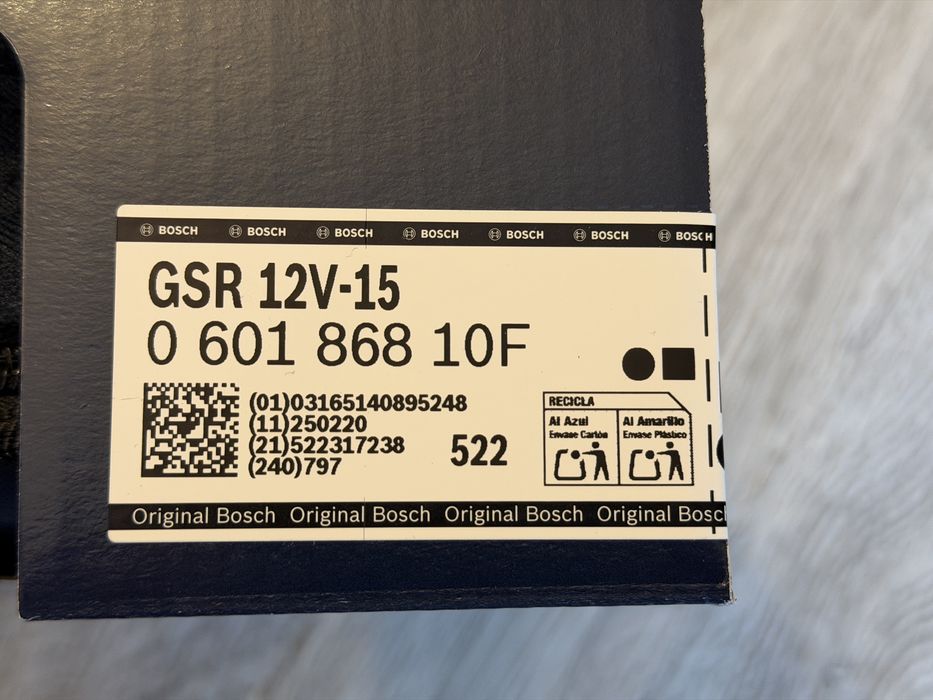 BOSCH BOSCH BOSCH BOSCH BOSCH BOSCH BOSCH
GSR 12V-15
0 601 868 10F
(01)03165140895248
(11)250220
(21)522317238
(240)797
522
RECICLA
Al Azul
Envase Cartón
Al Amarillo
Envase Plástico
Original Bosch Original Bosch Original Bosch Original Bosch